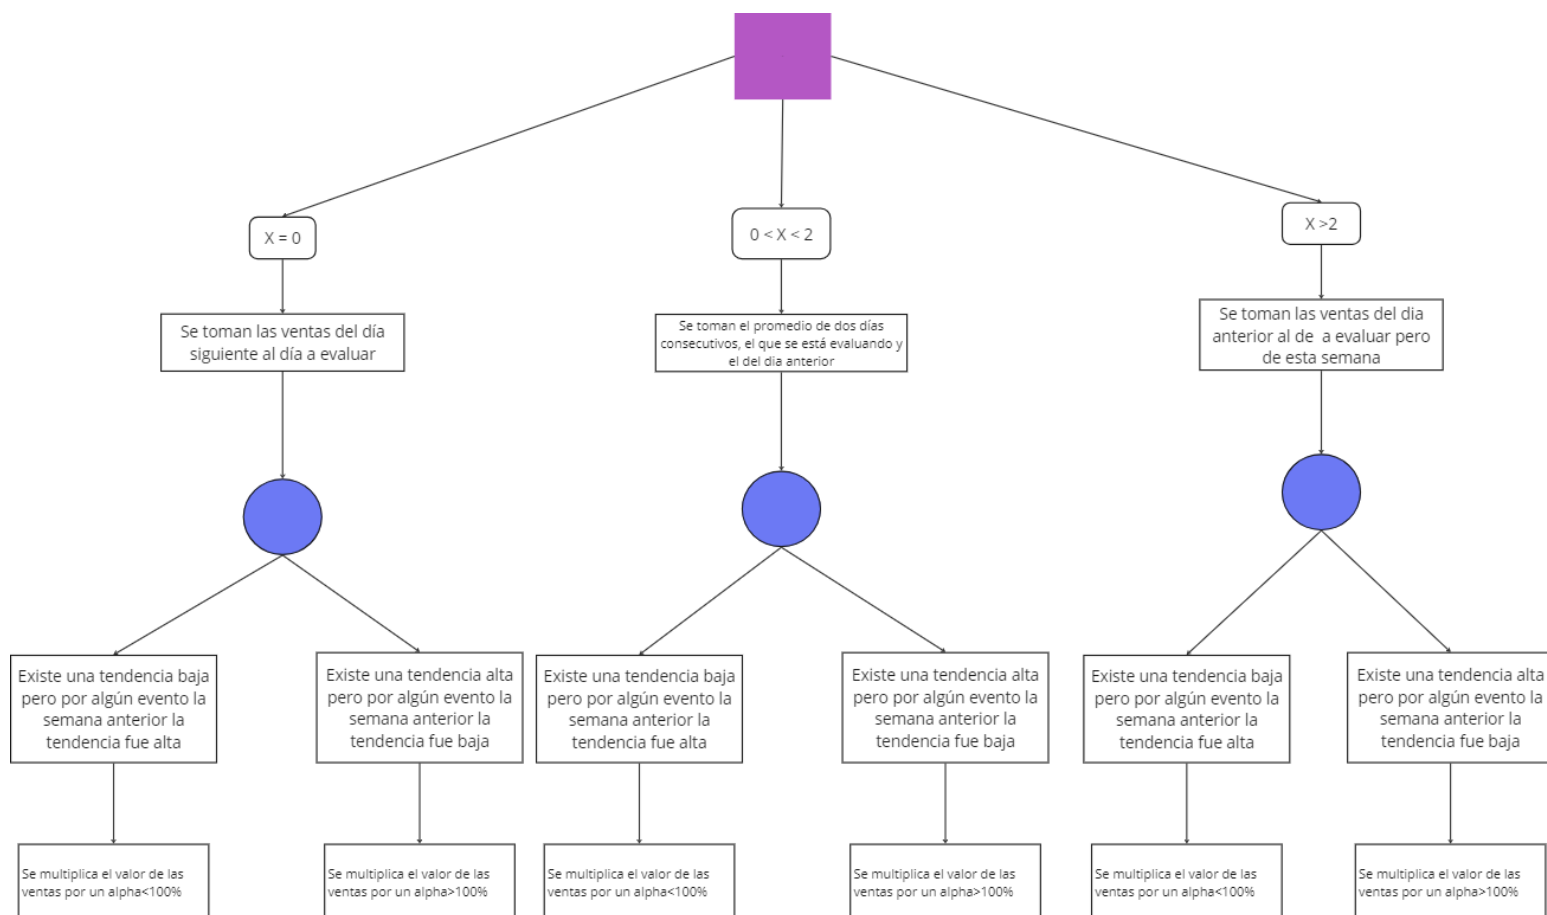 X = 0
0 < X < 2
X >2
Se toman las ventas del día
siguiente al día a evaluar
Se toman el promedio de dos días
consecutivos, el que se está evaluando y
el del dia anterior
Se toman las ventas del dia
anterior al de  a evaluar pero
de esta semana
Existe una tendencia baja
pero por algún evento la
semana anterior la
tendencia fue alta
Existe una tendencia alta
pero por algún evento la
semana anterior la
tendencia fue baja
Existe una tendencia baja
pero por algún evento la
semana anterior la
tendencia fue alta
Existe una tendencia alta
pero por algún evento la
semana anterior la
tendencia fue baja
Existe una tendencia baja
pero por algún evento la
semana anterior la
tendencia fue alta
Existe una tendencia alta
pero por algún evento la
semana anterior la
tendencia fue baja
Se multiplica el valor de las
ventas por un alpha<100%
Se multiplica el valor de las
ventas por un alpha>100%
Se multiplica el valor de las
ventas por un alpha<100%
Se multiplica el valor de las
ventas por un alpha>100%
Se multiplica el valor de las
ventas por un alpha<100%
Se multiplica el valor de las
ventas por un alpha>100%